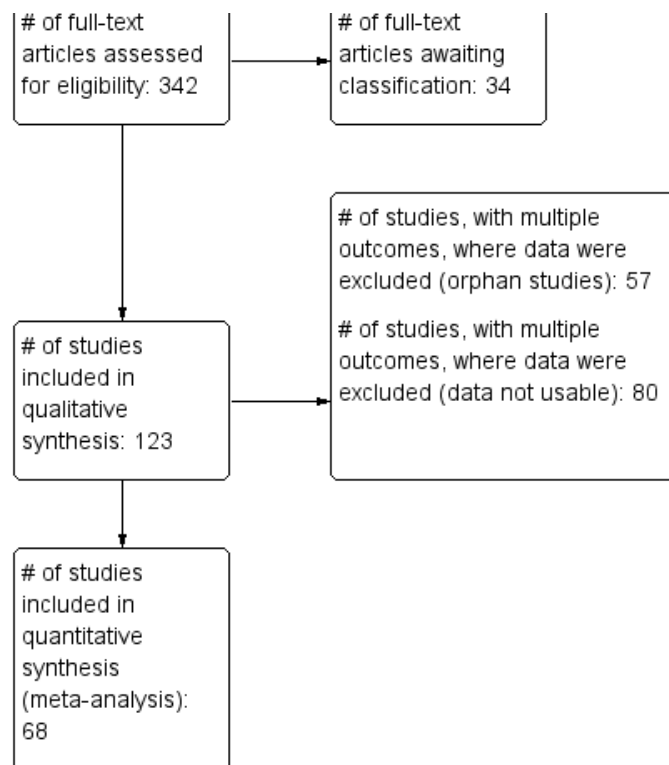 # of full-text
articles assessed
for eligibility: 342
# of full-text
articles awaiting
classification: 34
# of studies, with multiple
outcomes, where data were
excluded (orphan studies): 57
# of studies, with multiple
outcomes, where data were
excluded (data not usable): 80
# of studies
included in
qualitative
synthesis: 123
# of studies
included in
quantitative
synthesis
(meta-analysis):
68